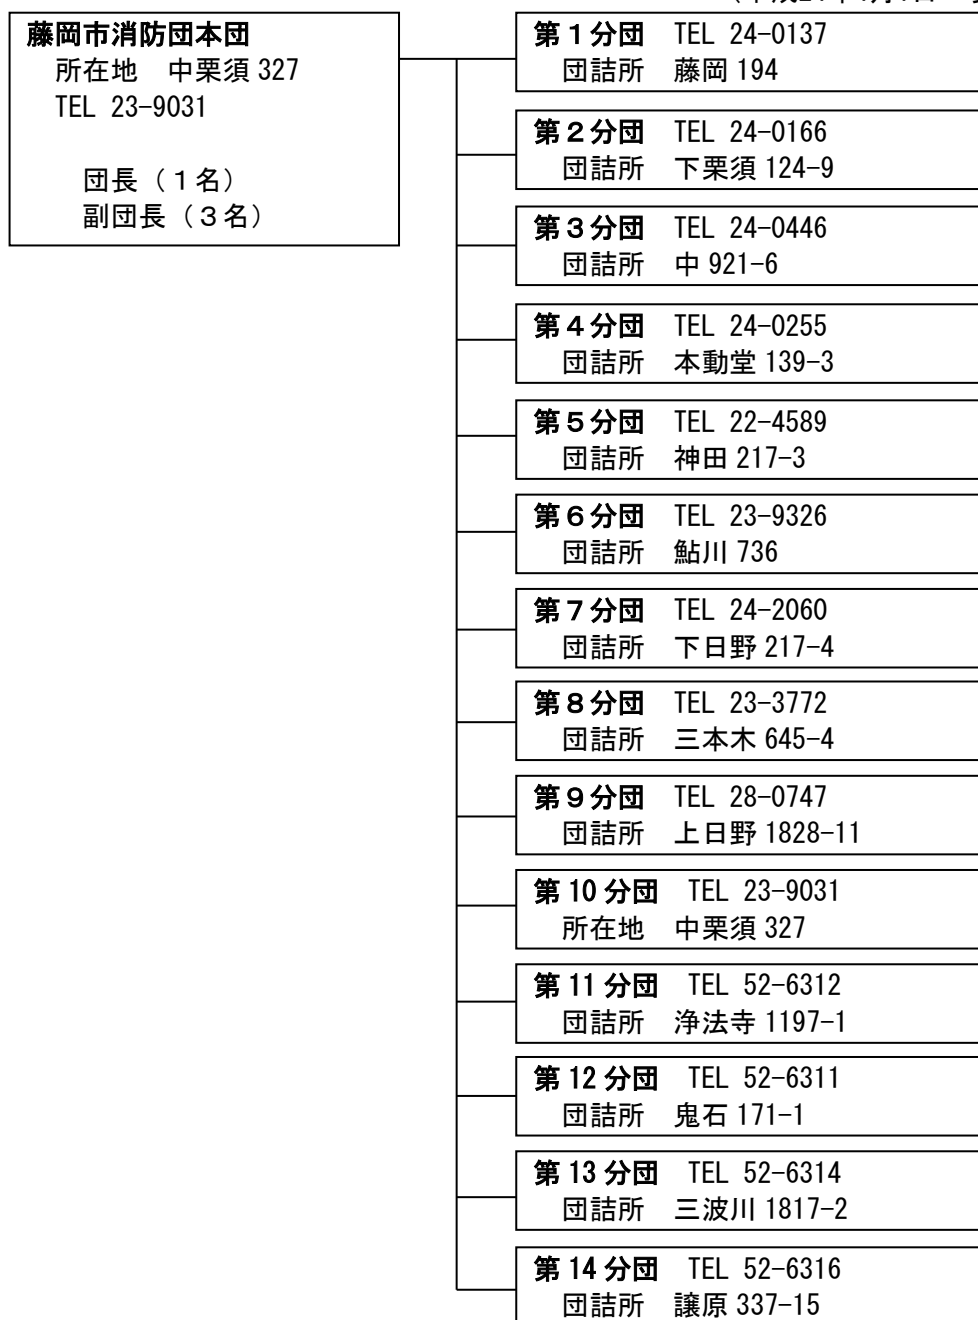 藤岡市消防団本団
所在地　中栗須 327
TEL 23-9031
団長（１名）
副団長（３名）
第１分団　TEL 24-0137
団詰所　藤岡 194
第２分団　TEL 24-0166
団詰所　下栗須 124-9
第３分団　TEL 24-0446
団詰所　中 921-6
第４分団　TEL 24-0255
団詰所　本動堂 139-3
第５分団　TEL 22-4589
団詰所　神田 217-3
第６分団　TEL 23-9326
団詰所　鮎川 736
第７分団　TEL 24-2060
団詰所　下日野 217-4
第８分団　TEL 23-3772
団詰所　三本木 645-4
第９分団　TEL 28-0747
団詰所　上日野 1828-11
第 10 分団　TEL 23-9031
所在地　中栗須 327
第 11 分団　TEL 52-6312
団詰所　浄法寺 1197-1
第 12 分団　TEL 52-6311
団詰所　鬼石 171-1
第 13 分団　TEL 52-6314
団詰所　三波川 1817-2
第 14 分団　TEL 52-6316
団詰所　譲原 337-15